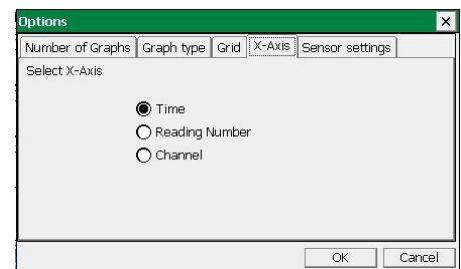 Options
Number of Graphs Graph type Grid X-Axis Sensor settings
Select X-Axis
Time
Reading Number
Channel
OK Cancel